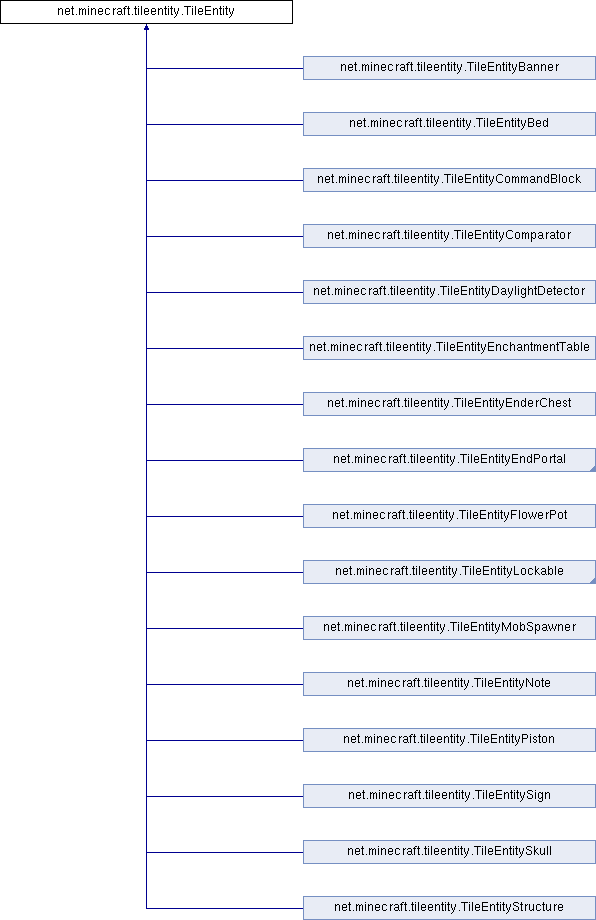 net.minecraft.tileentity.TileEntity
net.minecraft.tileentity.TileEntityBanner
net.minecraft.tileentity.TileEntityBed
net.minecraft.tileentity.TileEntityCommandBlock
net.minecraft.tileentity.TileEntityComparator
net.minecraft.tileentity.TileEntityDaylightDetector
net.minecraft.tileentity.TileEntityEnchantmentTable
net.minecraft.tileentity.TileEntityEnderChest
net.minecraft.tileentity.TileEntityEndPortal
net.minecraft.tileentity.TileEntityFlowerPot
net.minecraft.tileentity.TileEntityLockable
net.minecraft.tileentity.TileEntityMobSpawner
net.minecraft.tileentity.TileEntityNote
net.minecraft.tileentity.TileEntityPiston
net.minecraft.tileentity.TileEntitySign
net.minecraft.tileentity.TileEntitySkull
net.minecraft.tileentity.TileEntityStructure